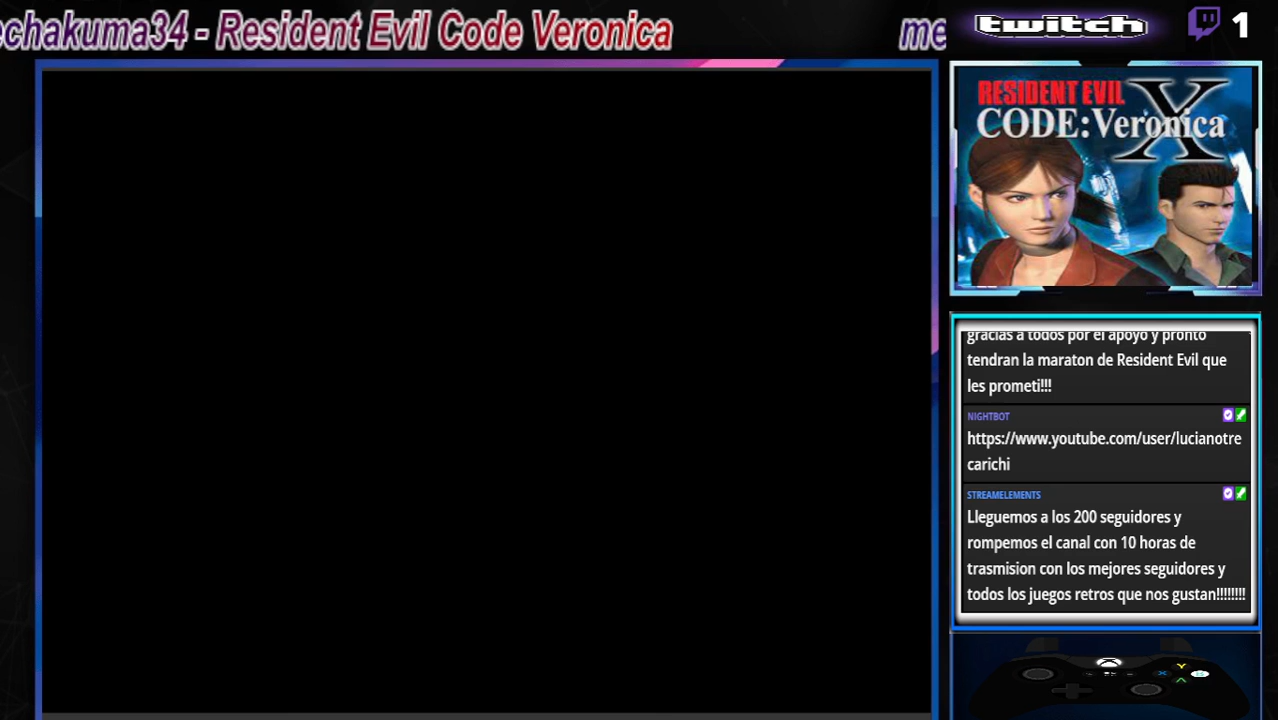 echakuma34 - Resident Evil Code Veronica
me
twitch
1
RESIDENT EVIL
CODE:Veronica
X
gracias a todos por el apoyo y pronto
tendran la maraton de Resident Evil que
les prometi!!!
NIGHTBOT
https://www.youtube.com/user/lucianotre
carichi
STREAMELEMENTS
Lleguemos a los 200 seguidores y
rompemos el canal con 10 horas de
trasmision con los mejores seguidores y
todos los juegos retros que nos gustan!!!!!!!!
Y
X
A